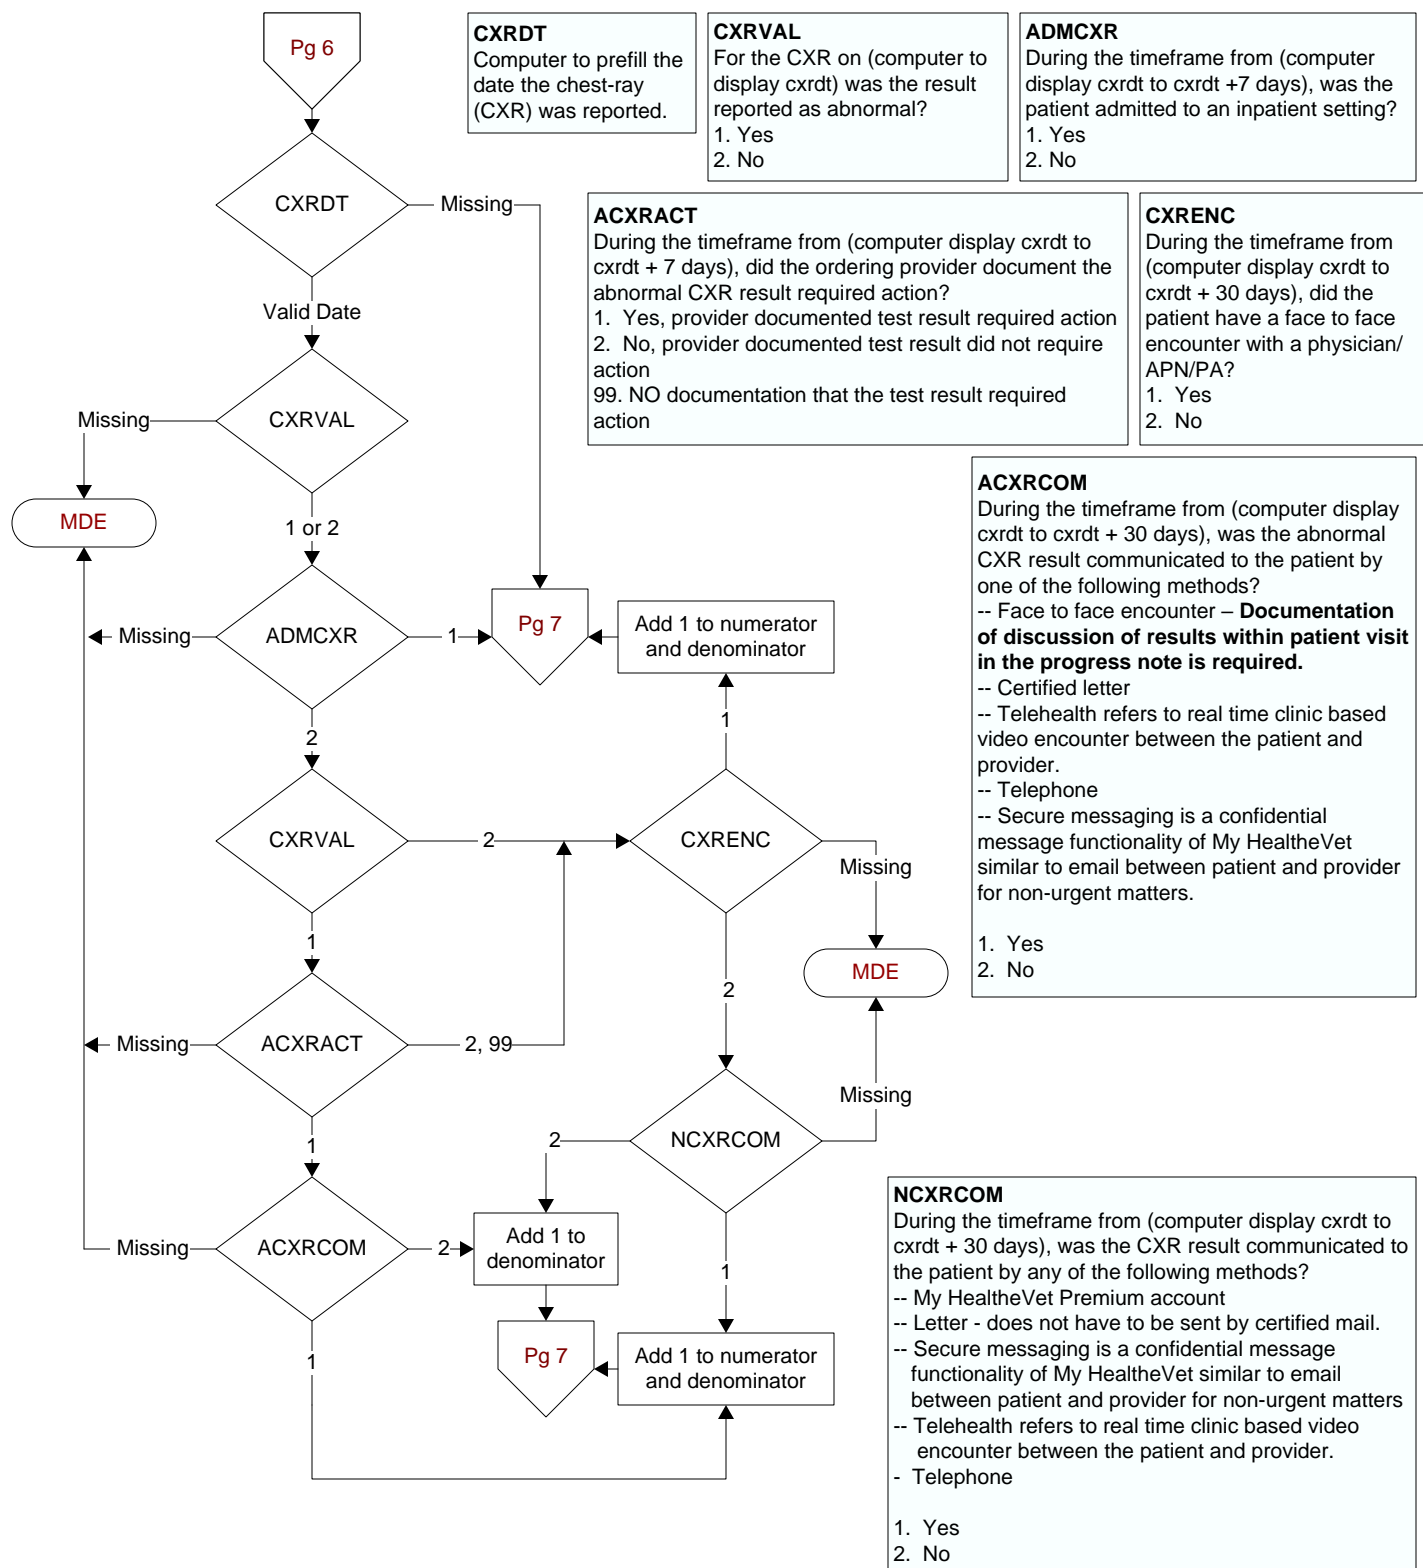 Pg 6
CXRDT
Computer to prefill the
date the chest-ray
(CXR) was reported.
CXRVAL
For the CXR on (computer to
display cxrdt) was the result
reported as abnormal?
1. Yes
2. No
ADMCXR
During the timeframe from (computer
display cxrdt to cxrdt +7 days), was the
patient admitted to an inpatient setting?
1. Yes
2. No
CXRDT
Missing
ACXRACT
During the timeframe from (computer display cxrdt to
cxrdt + 7 days), did the ordering provider document the
abnormal CXR result required action?
1. Yes, provider documented test result required action
2. No, provider documented test result did not require
action
99. NO documentation that the test result required
action
CXRENC
During the timeframe from
(computer display cxrdt to
cxrdt + 30 days), did the
patient have a face to face
encounter with a physician/
APN/PA?
1. Yes
2. No
Valid Date
Missing
CXRVAL
MDE
1 or 2
ACXRCOM
During the timeframe from (computer display
cxrdt to cxrdt + 30 days), was the abnormal
CXR result communicated to the patient by
one of the following methods?
-- Face to face encounter – Documentation
of discussion of results within patient visit
in the progress note is required.
-- Certified letter
-- Telehealth refers to real time clinic based
video encounter between the patient and
provider.
-- Telephone
-- Secure messaging is a confidential
message functionality of My HealtheVet
similar to email between patient and provider
for non-urgent matters.
1. Yes
2. No
Missing
ADMCXR
1
Pg 7
Add 1 to numerator
and denominator
2
1
CXRVAL
2
CXRENC
Missing
1
MDE
2
Missing
ACXRACT
2, 99
Missing
1
2
NCXRCOM
Missing
ACXRCOM
2
Add 1 to
denominator
1
1
Pg 7
Add 1 to numerator
and denominator
NCXRCOM
During the timeframe from (computer display cxrdt to
cxrdt + 30 days), was the CXR result communicated to
the patient by any of the following methods?
-- My HealtheVet Premium account
-- Letter - does not have to be sent by certified mail.
-- Secure messaging is a confidential message
functionality of My HealtheVet similar to email
between patient and provider for non-urgent matters
-- Telehealth refers to real time clinic based video
encounter between the patient and provider.
- Telephone
1. Yes
2. No